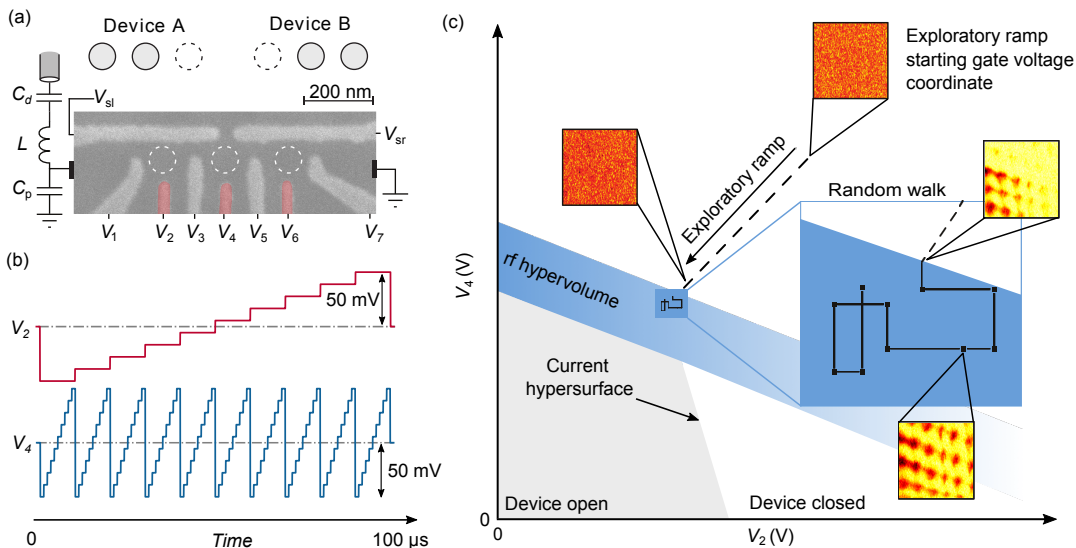 (a)
Device A
Device B
200 nm
C_d
V_sl
L
V_sr
C_p
V_1
V_2
V_3
V_4
V_5
V_6
V_7
(b)
50 mV
V_2
V_4
50 mV
0
Time
100 µs
(c)
Exploratory ramp
starting gate voltage
coordinate
Exploratory ramp
Random walk
V_4 (V)
rf hypervolume
Current
hypersurface
Device open
Device closed
0
0
V_2 (V)